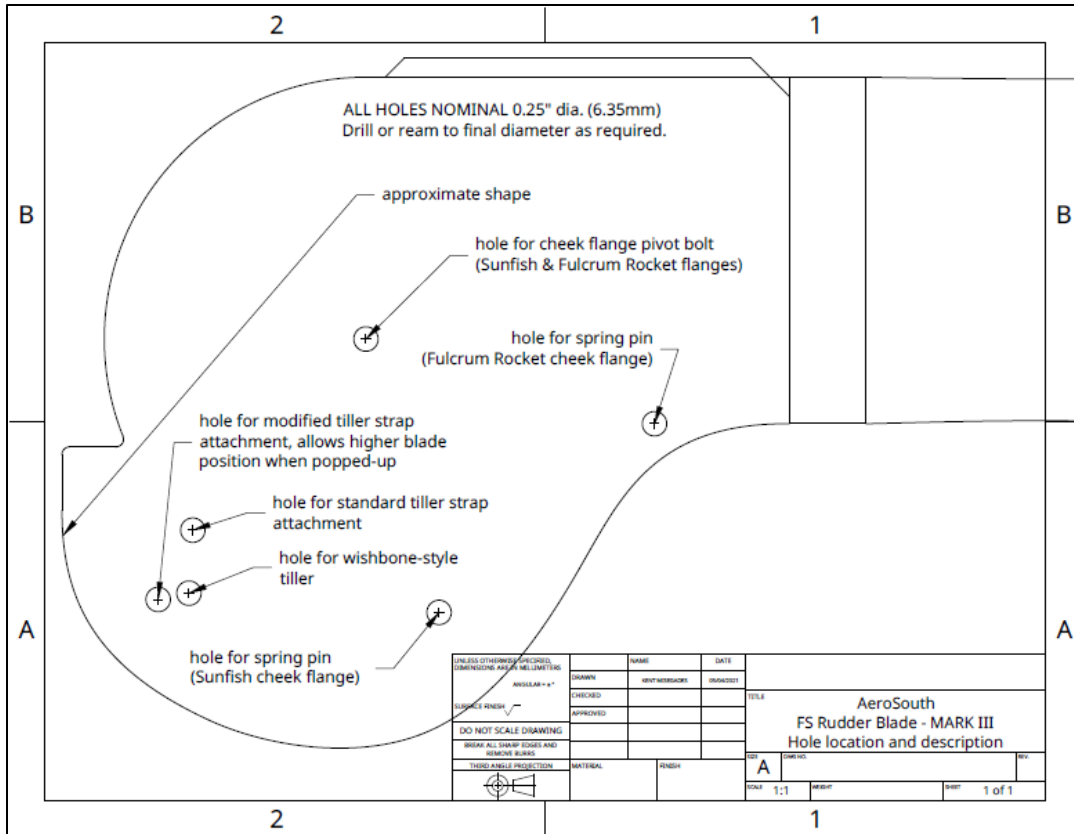 2 1
ALL HOLES NOMINAL 0.25" dia. (6.35mm)
Drill or ream to final diameter as required.
approximate shape
B B
hole for cheek flange pivot bolt
(Sunfish & Fulcrum Rocket flanges)
hole for spring pin
(Fulcrum Rocket cheek flange)
hole for modified tiller strap
attachment, allows higher blade
position when popped-up
hole for standard tiller strap
attachment
hole for wishbone-style
tiller
A A
hole for spring pin
(Sunfish cheek flange)
UNLESS OTHERWISE SPECIFIED,
DIMENSIONS ARE IN MILLIMETERS
ANGULAR = ±°
SURFACE FINISH
DO NOT SCALE DRAWING
BREAK ALL SHARP EDGES AND
REMOVE BURRS
THIRD ANGLE PROJECTION
NAME DATE
DRAWN KENT MISEGADES 05/04/2021
CHECKED
APPROVED
MATERIAL FINISH
TITLE
AeroSouth
FS Rudder Blade - MARK III
Hole location and description
SIZE A DWG NO. REV.
SCALE 1:1 WEIGHT SHEET 1 of 1
2 1